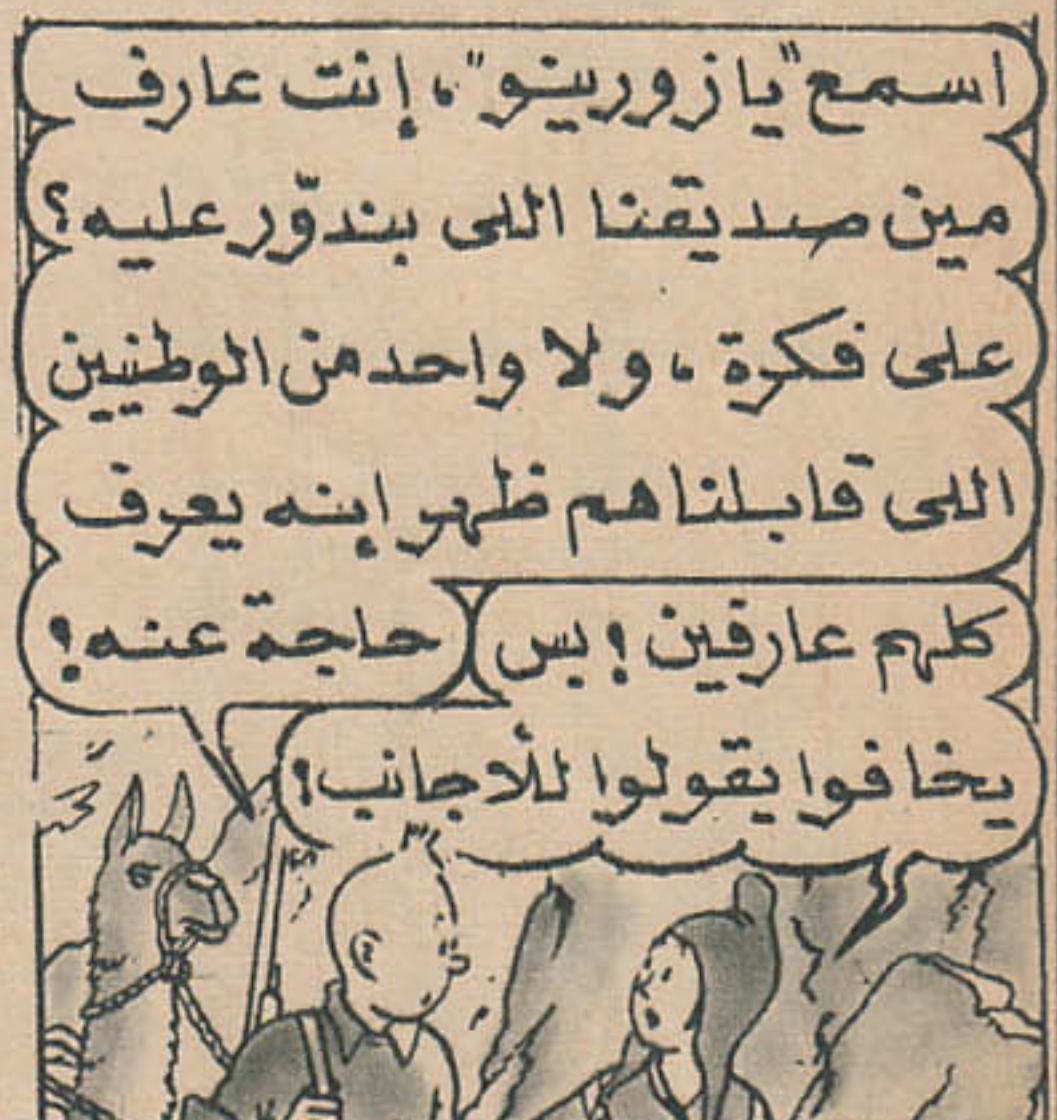 اسمع "يا زورينو"، إنت عارف
مين صديقنا اللى بندوّر عليه؟
على فكرة، ولا واحد من الوطنيين
اللى قابلناهم ظهر إنه يعرف
حاجة عنه؟
كلهم عارفين؟ بس
يخافوا يقولوا للأجانب؟